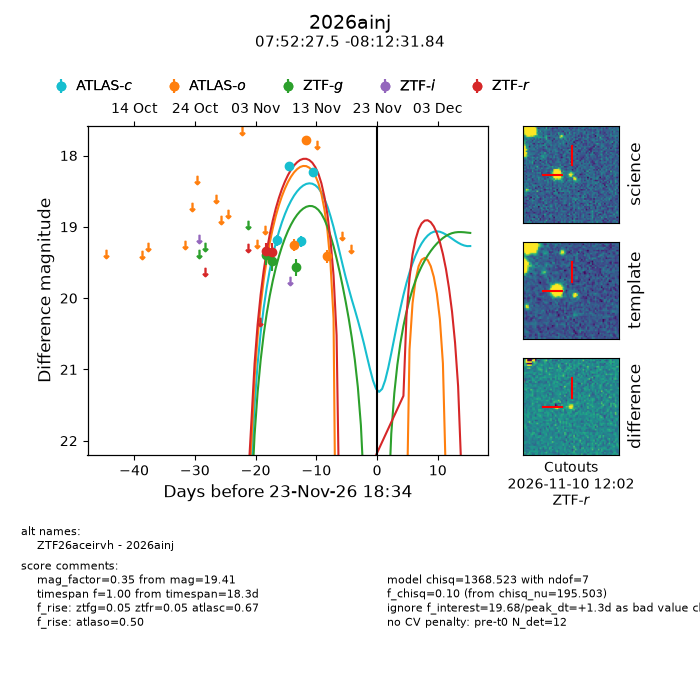 2026ainj
07:52:27.5 -08:12:31.84
ATLAS-c ATLAS-o ZTF-g ZTF-i ZTF-r
14 Oct 24 Oct 03 Nov 13 Nov 23 Nov 03 Dec
18
19
20
21
22
Difference magnitude
−40 −30 −20 −10 0 10
Days before 23-Nov-26 18:34
science
template
difference
Cutouts
2026-11-10 12:02
ZTF-r
alt names:
ZTF26aceirvh - 2026ainj
score comments:
mag_factor=0.35 from mag=19.41
timespan f=1.00 from timespan=18.3d
f_rise: ztfg=0.05 ztfr=0.05 atlasc=0.67
f_rise: atlaso=0.50
model chisq=1368.523 with ndof=7
f_chisq=0.10 (from chisq_nu=195.503)
ignore f_interest=19.68/peak_dt=+1.3d as bad value
no CV penalty: pre-t0 N_det=12